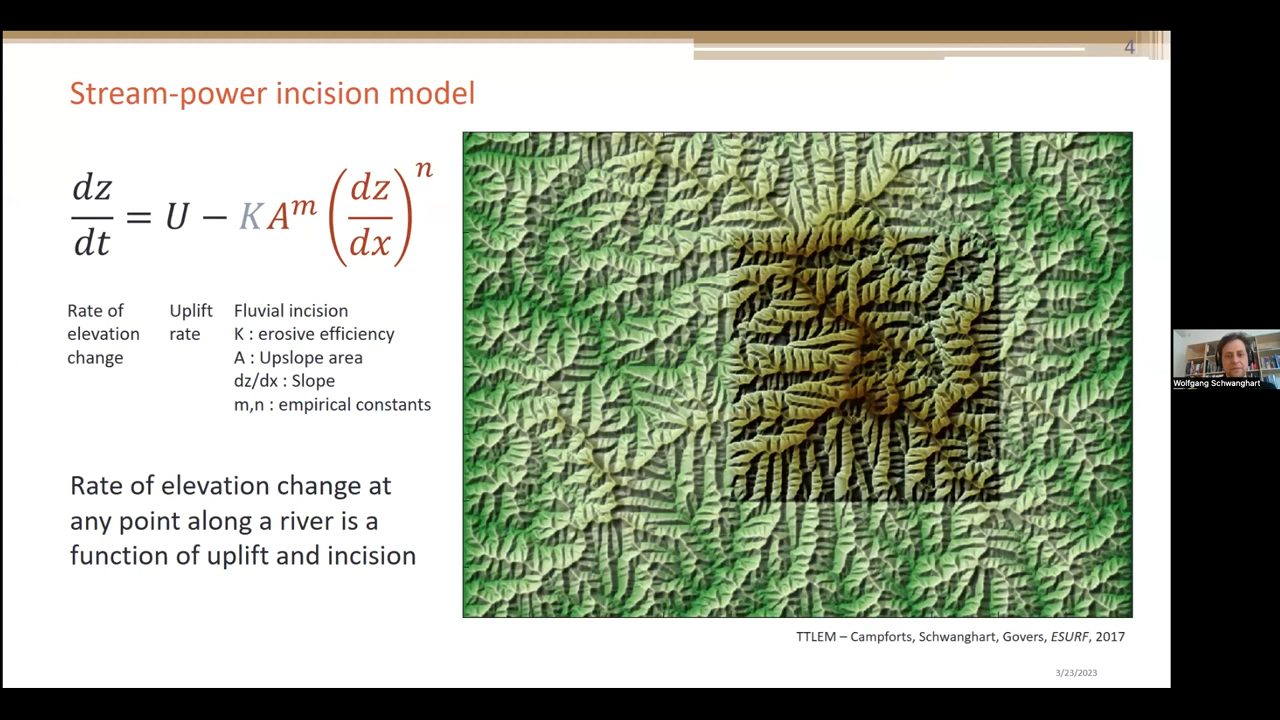 4
Stream-power incision model
dz/dt = U − KA^m (dz/dx)^n
Rate of elevation change
Uplift rate
Fluvial incision
K : erosive efficiency
A : Upslope area
dz/dx : Slope
m,n : empirical constants
Rate of elevation change at
any point along a river is a
function of uplift and incision
TTLEM – Campforts, Schwanghart, Govers, ESURF, 2017
3/23/2023
Wolfgang Schwanghart